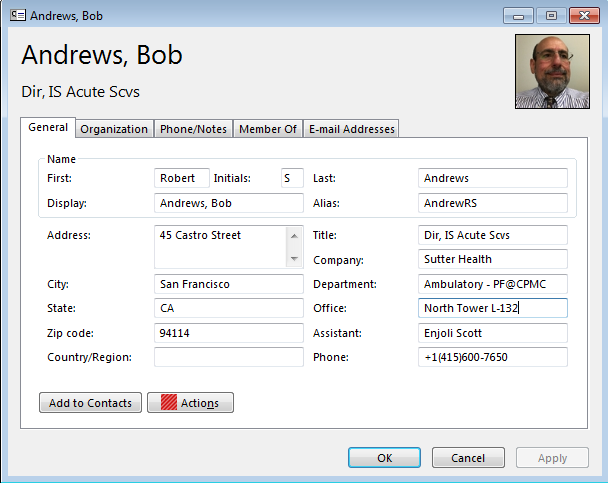 Andrews, Bob
Andrews, Bob
Dir, IS Acute Scvs
General Organization Phone/Notes Member Of E-mail Addresses
Name
First: Robert Initials: S Last: Andrews
Display: Andrews, Bob Alias: AndrewRS
Address: 45 Castro Street Title: Dir, IS Acute Scvs
Company: Sutter Health
City: San Francisco Department: Ambulatory - PF@CPMC
State: CA Office: North Tower L-132
Zip code: 94114 Assistant: Enjoli Scott
Country/Region: Phone: +1(415)600-7650
Add to Contacts Actions
OK Cancel Apply